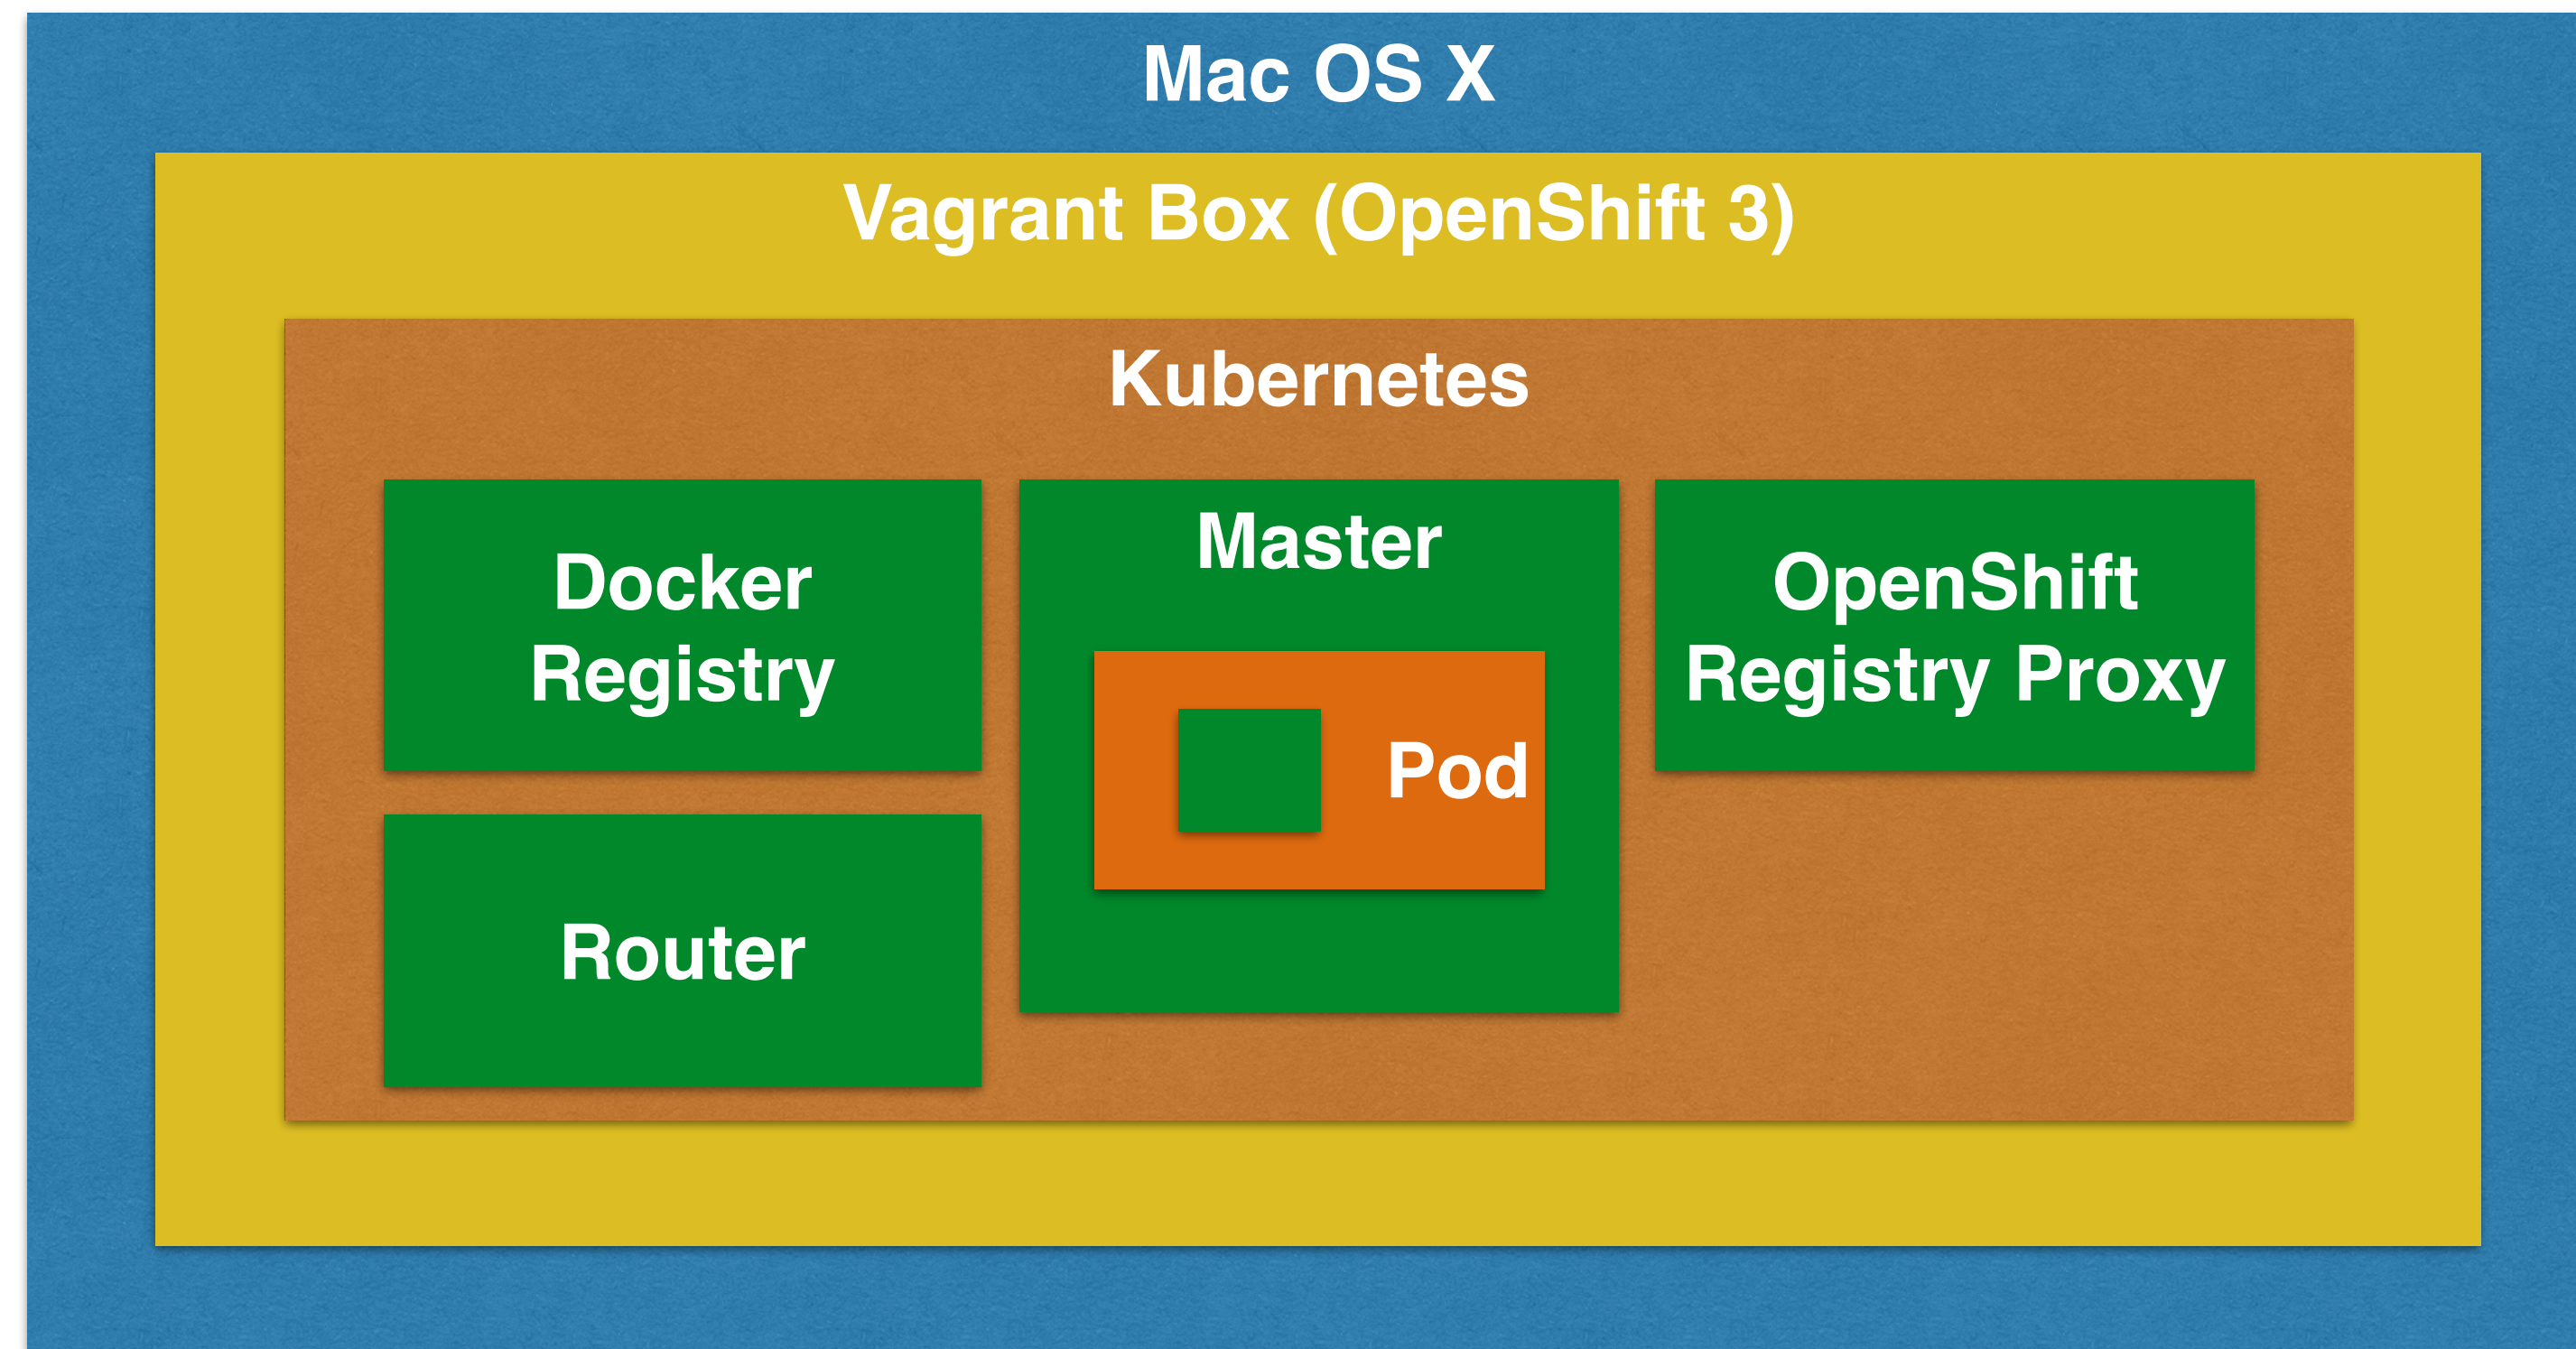 Mac OS X
Vagrant Box (OpenShift 3)
Kubernetes
Docker
Registry
Master
OpenShift
Registry Proxy
Pod
Router